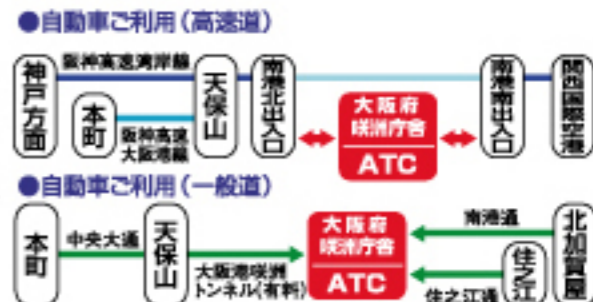 ●自動車ご利用(高速道)
神戸方面
阪神高速湾岸線
本町
阪神高速
大阪港線
天保山
南港北出入口
大阪府
咲洲庁舎
ATC
南港南出入口
関西国際空港
●自動車ご利用(一般道)
本町
中央大通
天保山
大阪港咲洲
トンネル(有料)
大阪府
咲洲庁舎
ATC
南港通
住之江通
住之江
北加賀屋